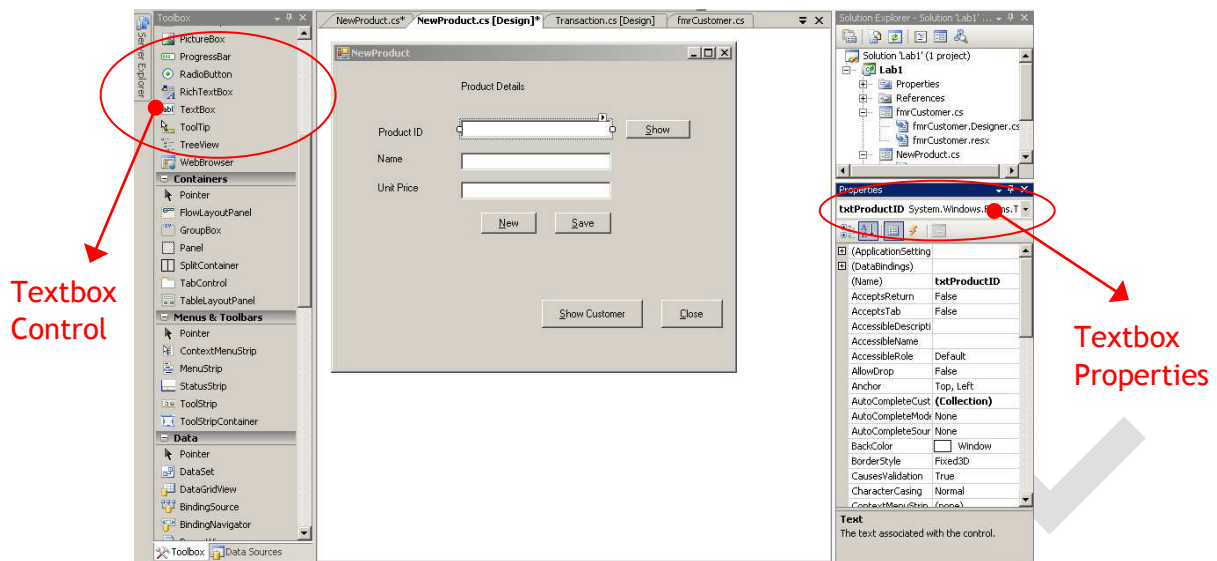 Toolbox
Server Explorer
PictureBox
ProgressBar
RadioButton
RichTextBox
abl TextBox
ToolTip
TreeView
WebBrowser
Containers
Pointer
FlowLayoutPanel
GroupBox
Panel
SplitContainer
TabControl
TableLayoutPanel
Menus & Toolbars
Pointer
ContextMenuStrip
MenuStrip
StatusStrip
ToolStrip
ToolStripContainer
Data
Pointer
DataSet
DataGridView
BindingSource
BindingNavigator
Toolbox Data Sources
Textbox
Control
NewProduct.cs* NewProduct.cs [Design]* Transaction.cs [Design] fmrCustomer.cs
NewProduct
Product Details
Product ID Show
Name
Unit Price
New Save
Show Customer Close
Solution Explorer - Solution 'Lab1' ...
Solution 'Lab1' (1 project)
Lab1
Properties
References
fmrCustomer.cs
fmrCustomer.Designer.cs
fmrCustomer.resx
NewProduct.cs
Properties
txtProductID System.Windows.Forms.T
(ApplicationSetting
(DataBindings)
(Name) txtProductID
AcceptsReturn False
AcceptsTab False
AccessibleDescripti
AccessibleName
AccessibleRole Default
AllowDrop False
Anchor Top, Left
AutoCompleteCust (Collection)
AutoCompleteMode None
AutoCompleteSour None
BackColor Window
BorderStyle Fixed3D
CausesValidation True
CharacterCasing Normal
ContextMenuStrip (none)
Text
The text associated with the control.
Textbox
Properties